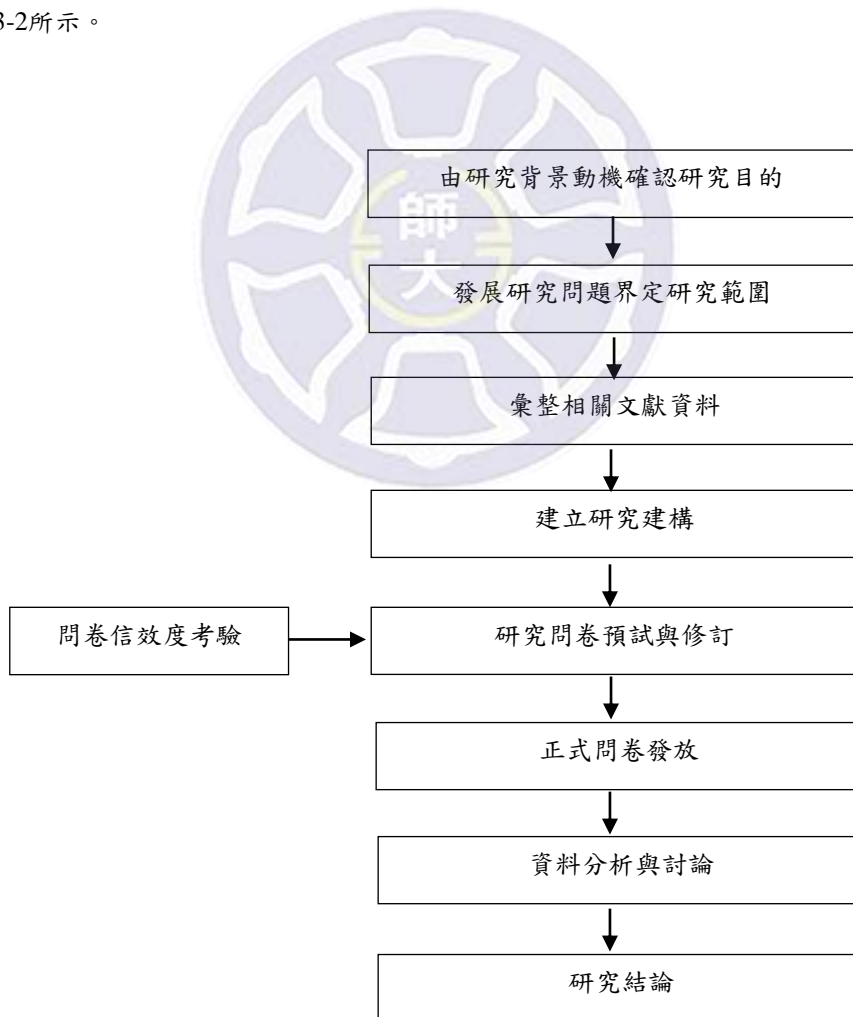 3-2所示。
由研究背景動機確認研究目的
師
大
發展研究問題界定研究範圍
彙整相關文獻資料
建立研究建構
問卷信效度考驗
研究問卷預試與修訂
正式問卷發放
資料分析與討論
研究結論